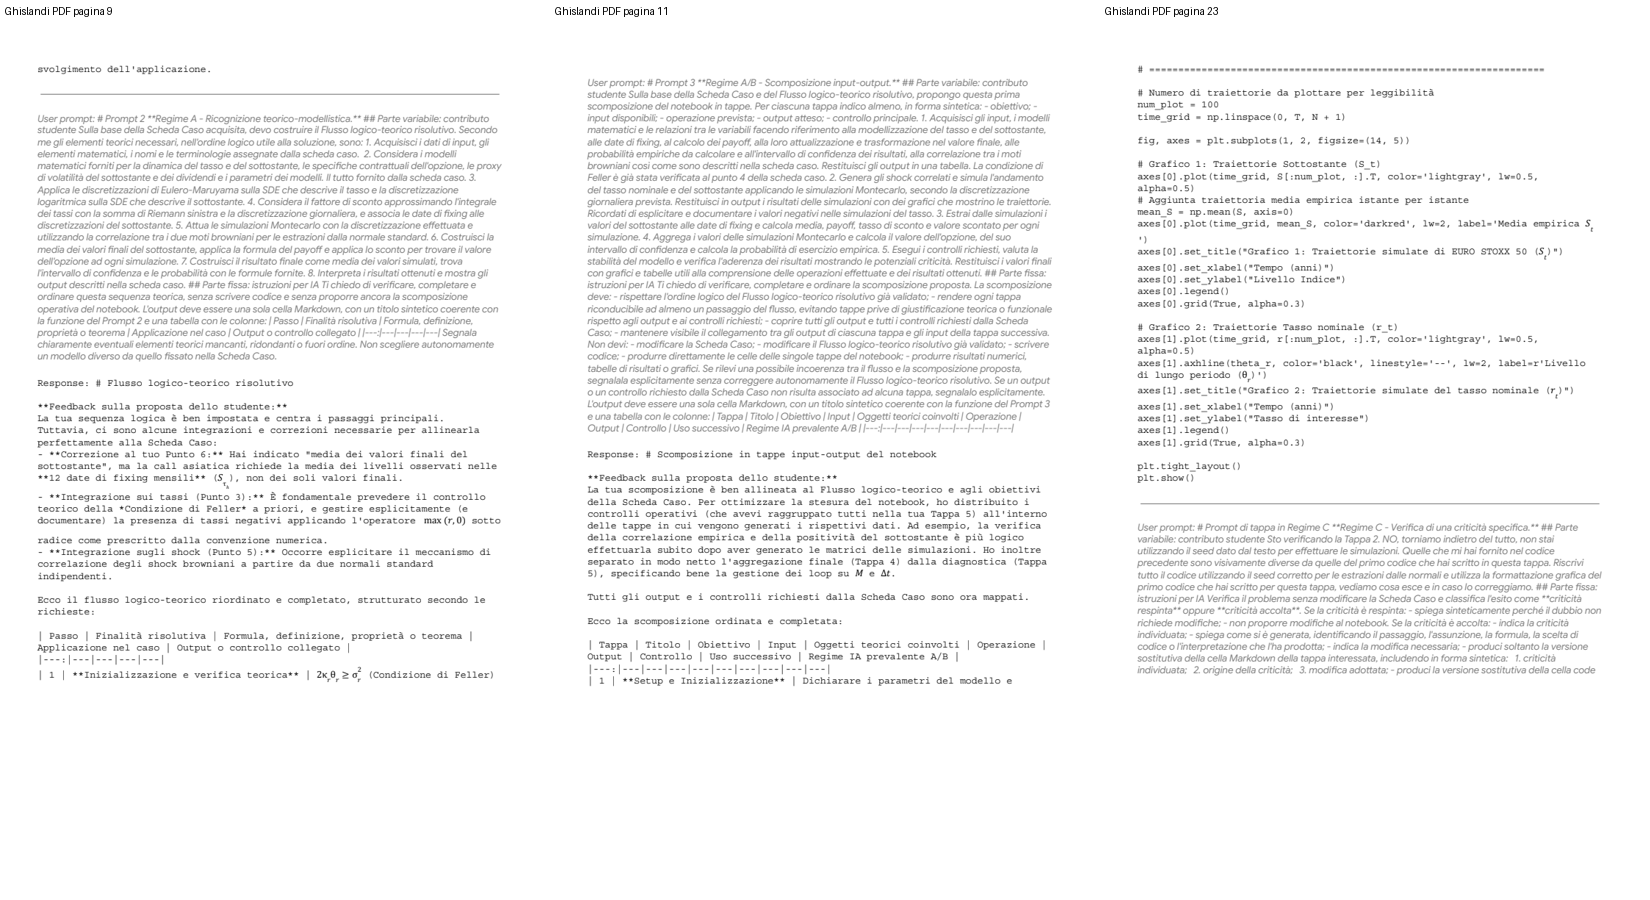 Ghislandi PDF pagina 9
svolgimento dell'applicazione.
User prompt: # Prompt 2 **Regime A - Ricognizione teorico-modellistica.** ## Parte variabile: contributo
studente Sulla base della Scheda Caso acquisita, devo costruire il Flusso logico-teorico risolutivo. Secondo
me gli elementi teorici necessari, nell'ordine logico utile alla soluzione, sono: 1. Acquisisci i dati di input, gli
elementi matematici, i nomi e le terminologie assegnate dalla scheda caso. 2. Considera i modelli
matematici forniti per la dinamica del tasso e del sottostante, le specifiche contrattuali dell'opzione, le proxy
di volatilità del sottostante e dei dividendi e i parametri dei modelli. Il tutto fornito dalla scheda caso. 3.
Applica le discretizzazioni di Eulero-Maruyama sulla SDE che descrive il tasso e la discretizzazione
logaritmica sulla SDE che descrive il sottostante. 4. Considera il fattore di sconto approssimando l'integrale
dei tassi con la somma di Riemann sinistra e la discretizzazione giornaliera, e associa le date di fixing alle
discretizzazioni del sottostante. 5. Attua le simulazioni Montecarlo con la discretizzazione effettuata e
utilizzando la correlazione tra i due moti browniani per le estrazioni dalla normale standard. 6. Costruisci la
media dei valori finali del sottostante, applica la formula del payoff e applica lo sconto per trovare il valore
dell'opzione ad ogni simulazione. 7. Costruisci il risultato finale come media dei valori simulati, trova
l'intervallo di confidenza e le probabilità con le formule fornite. 8. Interpreta i risultati ottenuti e mostra gli
output descritti nella scheda caso. ## Parte fissa: istruzioni per IA Ti chiedo di verificare, completare e
ordinare questa sequenza teorica, senza scrivere codice e senza proporre ancora la scomposizione
operativa del notebook. L'output deve essere una sola cella Markdown, con un titolo sintetico coerente con
la funzione del Prompt 2 e una tabella con le colonne: | Passo | Finalità risolutiva | Formula, definizione,
proprietà o teorema | Applicazione nel caso | Output o controllo collegato | |---:|---|---|---|---| Segnala
chiaramente eventuali elementi teorici mancanti, ridondanti o fuori ordine. Non scegliere autonomamente
un modello diverso da quello fissato nella Scheda Caso.
Response: # Flusso logico-teorico risolutivo
**Feedback sulla proposta dello studente:**
La tua sequenza logica è ben impostata e centra i passaggi principali.
Tuttavia, ci sono alcune integrazioni e correzioni necessarie per allinearla
perfettamente alla Scheda Caso:
- **Correzione al tuo Punto 6:** Hai indicato "media dei valori finali del
sottostante", ma la call asiatica richiede la media dei livelli osservati nelle
**12 date di fixing mensili** (S_{t_k}), non dei soli valori finali.
- **Integrazione sui tassi (Punto 3):** È fondamentale prevedere il controllo
teorico della *Condizione di Feller* a priori, e gestire esplicitamente (e
documentare) la presenza di tassi negativi applicando l'operatore max (r, 0) sotto
radice come prescritto dalla convenzione numerica.
- **Integrazione sugli shock (Punto 5):** Occorre esplicitare il meccanismo di
correlazione degli shock browniani a partire da due normali standard
indipendenti.
Ecco il flusso logico-teorico riordinato e completato, strutturato secondo le
richieste:
| Passo | Finalità risolutiva | Formula, definizione, proprietà o teorema |
Applicazione nel caso | Output o controllo collegato |
|---:|---|---|---|---|
| 1 | **Inizializzazione e verifica teorica** | 2κ_rθ_r ≥ σ_r^2 (Condizione di Feller)
Ghislandi PDF pagina 11
User prompt: # Prompt 3 **Regime A/B - Scomposizione input-output.** ## Parte variabile: contributo
studente Sulla base della Scheda Caso e del Flusso logico-teorico risolutivo, propongo questa prima
scomposizione del notebook in tappe. Per ciascuna tappa indico almeno, in forma sintetica: - obiettivo; -
input disponibili; - operazione prevista; - output atteso; - controllo principale. 1. Acquisisci gli input, i modelli
matematici e le relazioni tra le variabili facendo riferimento alla modellizzazione del tasso e del sottostante,
alle date di fixing, al calcolo dei payoff, alla loro attualizzazione e trasformazione nel valore finale, alle
probabilità empiriche da calcolare e all'intervallo di confidenza dei risultati, alla correlazione tra i moti
browniani cosi come sono descritti nella scheda caso. Restituisci gli output in una tabella. La condizione di
Feller è già stata verificata al punto 4 della scheda caso. 2. Genera gli shock correlati e simula l'andamento
del tasso nominale e del sottostante applicando le simulazioni Montecarlo, secondo la discretizzazione
giornaliera prevista. Restituisci in output i risultati delle simulazioni con dei grafici che mostrino le traiettorie.
Ricordati di esplicitare e documentare i valori negativi nelle simulazioni del tasso. 3. Estrai dalle simulazioni i
valori del sottostante alle date di fixing e calcola media, payoff, tasso di sconto e valore scontato per ogni
simulazione. 4. Aggrega i valori delle simulazioni Montecarlo e calcola il valore dell'opzione, del suo
intervallo di confidenza e delle probabilità empiriche di esercizio. 5. Esegui i controlli richiesti, valuta la
stabilità del modello e verifica l'aderenza dei risultati mostrando le potenziali criticità. Restituisci i valori finali
con grafici e tabelle utili alla comprensione delle operazioni effettuate e dei risultati ottenuti. ## Parte fissa:
istruzioni per IA Ti chiedo di verificare, completare e ordinare la scomposizione proposta. La scomposizione
deve: - rispettare l'ordine logico del Flusso logico-teorico risolutivo già validato; - rendere ogni tappa
riconducibile ad almeno un passaggio del flusso, evitando tappe prive di giustificazione teorica o funzionale
rispetto agli output e ai controlli richiesti; - coprire tutti gli output e tutti i controlli richiesti dalla Scheda
Caso; - mantenere visibile il collegamento tra gli output di ciascuna tappa e gli input della tappa successiva.
Non devi: - modificare la Scheda Caso; - modificare il Flusso logico-teorico risolutivo già validato; - scrivere
codice; - produrre direttamente le celle delle singole tappe del notebook; - produrre risultati numerici,
tabelle di risultati o grafici. Se rilevi una possibile incoerenza tra il flusso e la scomposizione proposta,
segnalala esplicitamente senza correggere autonomamente il Flusso logico-teorico risolutivo. Se un output
o un controllo richiesto dalla Scheda Caso non risulta associato ad alcuna tappa, segnalalo esplicitamente.
L'output deve essere una sola cella Markdown, con un titolo sintetico coerente con la funzione del Prompt 3
e una tabella con le colonne: | Tappa | Titolo | Obiettivo | Input | Oggetti teorici coinvolti | Operazione |
Output | Controllo | Uso successivo | Regime IA prevalente A/B | |---:|---|---|---|---|---|---|---|---|---|
Response: # Scomposizione in tappe input-output del notebook
**Feedback sulla proposta dello studente:**
La tua scomposizione è ben allineata al Flusso logico-teorico e agli obiettivi
della Scheda Caso. Per ottimizzare la stesura del notebook, ho distribuito i
controlli operativi (che avevi raggruppato tutti nella tua Tappa 5) all'interno
delle tappe in cui vengono generati i rispettivi dati. Ad esempio, la verifica
della correlazione empirica e della positività del sottostante è più logico
effettuarla subito dopo aver generato le matrici delle simulazioni. Ho inoltre
separato in modo netto l'aggregazione finale (Tappa 4) dalla diagnostica (Tappa
5), specificando bene la gestione dei loop su M e Δt.
Tutti gli output e i controlli richiesti dalla Scheda Caso sono ora mappati.
Ecco la scomposizione ordinata e completata:
| Tappa | Titolo | Obiettivo | Input | Oggetti teorici coinvolti | Operazione |
Output | Controllo | Uso successivo | Regime IA prevalente A/B |
|---:|---|---|---|---|---|---|---|---|---|
| 1 | **Setup e Inizializzazione** | Dichiarare i parametri del modello e
Ghislandi PDF pagina 23
# ====================================================================
# Numero di traiettorie da plottare per leggibilità
num_plot = 100
time_grid = np.linspace(0, T, N + 1)
fig, axes = plt.subplots(1, 2, figsize=(14, 5))
# Grafico 1: Traiettorie Sottostante (S_t)
axes[0].plot(time_grid, S[:num_plot, :].T, color='lightgray', lw=0.5,
alpha=0.5)
# Aggiunta traiettoria media empirica istante per istante
mean_S = np.mean(S, axis=0)
axes[0].plot(time_grid, mean_S, color='darkred', lw=2, label='Media empirica S_t
')
axes[0].set_title("Grafico 1: Traiettorie simulate di EURO STOXX 50 (S_t)")
axes[0].set_xlabel("Tempo (anni)")
axes[0].set_ylabel("Livello Indice")
axes[0].legend()
axes[0].grid(True, alpha=0.3)
# Grafico 2: Traiettorie Tasso nominale (r_t)
axes[1].plot(time_grid, r[:num_plot, :].T, color='lightgray', lw=0.5,
alpha=0.5)
axes[1].axhline(theta_r, color='black', linestyle='--', lw=2, label=r'Livello
di lungo periodo (θ_r)')
axes[1].set_title("Grafico 2: Traiettorie simulate del tasso nominale (r_t)")
axes[1].set_xlabel("Tempo (anni)")
axes[1].set_ylabel("Tasso di interesse")
axes[1].legend()
axes[1].grid(True, alpha=0.3)
plt.tight_layout()
plt.show()
User prompt: # Prompt di tappa in Regime C **Regime C - Verifica di una criticità specifica.** ## Parte
variabile: contributo studente Sto verificando la Tappa 2. NO, torniamo indietro del tutto, non stai
utilizzando il seed dato dal testo per effettuare le simulazioni. Quelle che mi hai fornito nel codice
precedente sono visivamente diverse da quelle del primo codice che hai scritto in questa tappa. Riscrivi
tutto il codice utilizzando il seed corretto per le estrazioni dalle normali e utilizza la formattazione grafica del
primo codice che hai scritto per questa tappa, vediamo cosa esce e in caso lo correggiamo. ## Parte fissa:
istruzioni per IA Verifica il problema senza modificare la Scheda Caso e classifica l'esito come **criticità
respinta** oppure **criticità accolta**. Se la criticità è respinta: - spiega sinteticamente perché il dubbio non
richiede modifiche; - non proporre modifiche al notebook. Se la criticità è accolta: - indica la criticità
individuata; - spiega come si è generata, identificando il passaggio, l'assunzione, la formula, la scelta di
codice o l'interpretazione che l'ha prodotta; - indica la modifica necessaria; - produci soltanto la versione
sostitutiva della cella Markdown della tappa interessata, includendo in forma sintetica: 1. criticità
individuata; 2. origine della criticità; 3. modifica adottata; - produci la versione sostitutiva della cella code